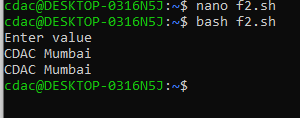 cdac@DESKTOP-0316N5J:~$ nano f2.sh
cdac@DESKTOP-0316N5J:~$ bash f2.sh
Enter value
CDAC Mumbai
CDAC Mumbai
cdac@DESKTOP-0316N5J:~$